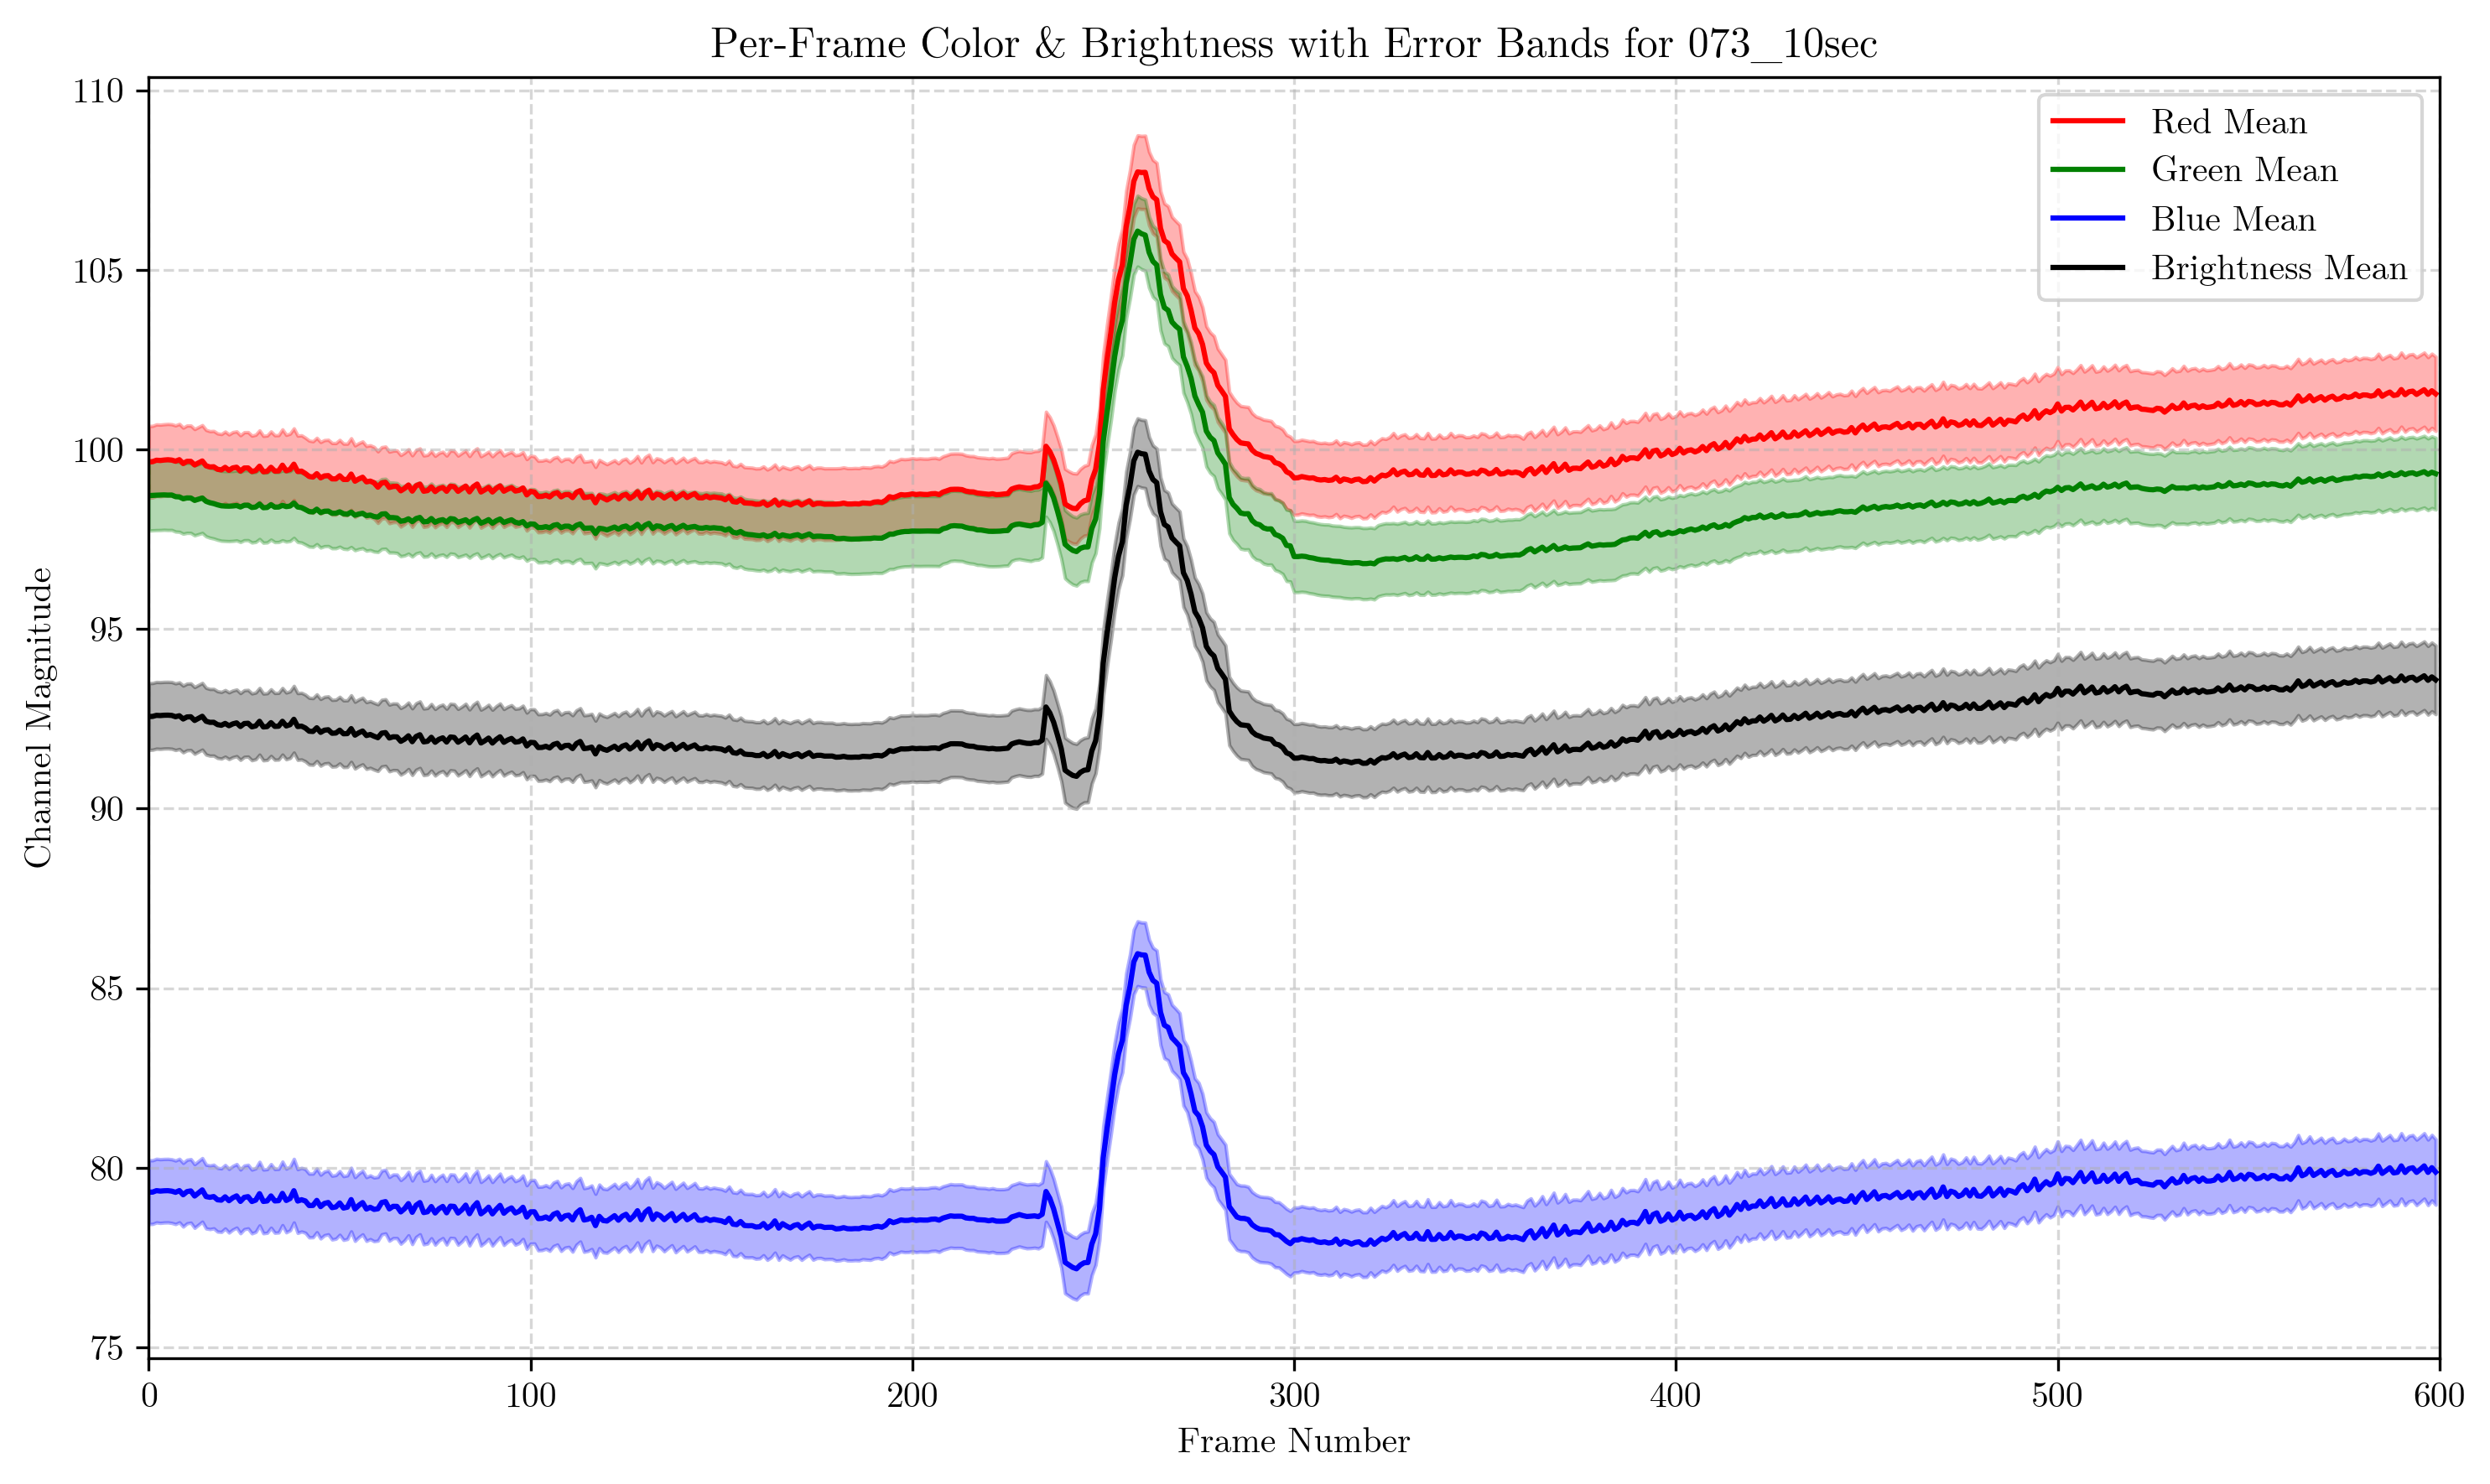 Per-Frame Color & Brightness with Error Bands for 073_10sec
Channel Magnitude
110
105
100
95
90
85
80
75
Red Mean
Green Mean
Blue Mean
Brightness Mean
0 100 200 300 400 500 600
Frame Number